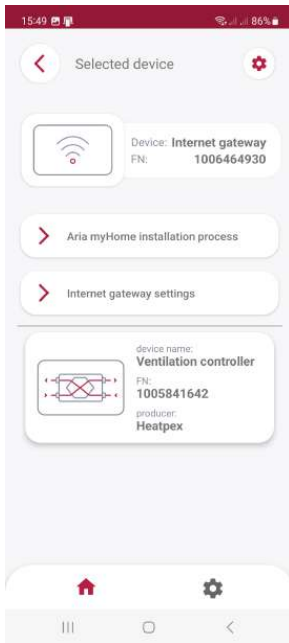 15:49 86%
Selected device
Device: Internet gateway
FN: 1006464930
Aria myHome installation process
Internet gateway settings
device name:
Ventilation controller
FN:
1005841642
producer:
Heatpex